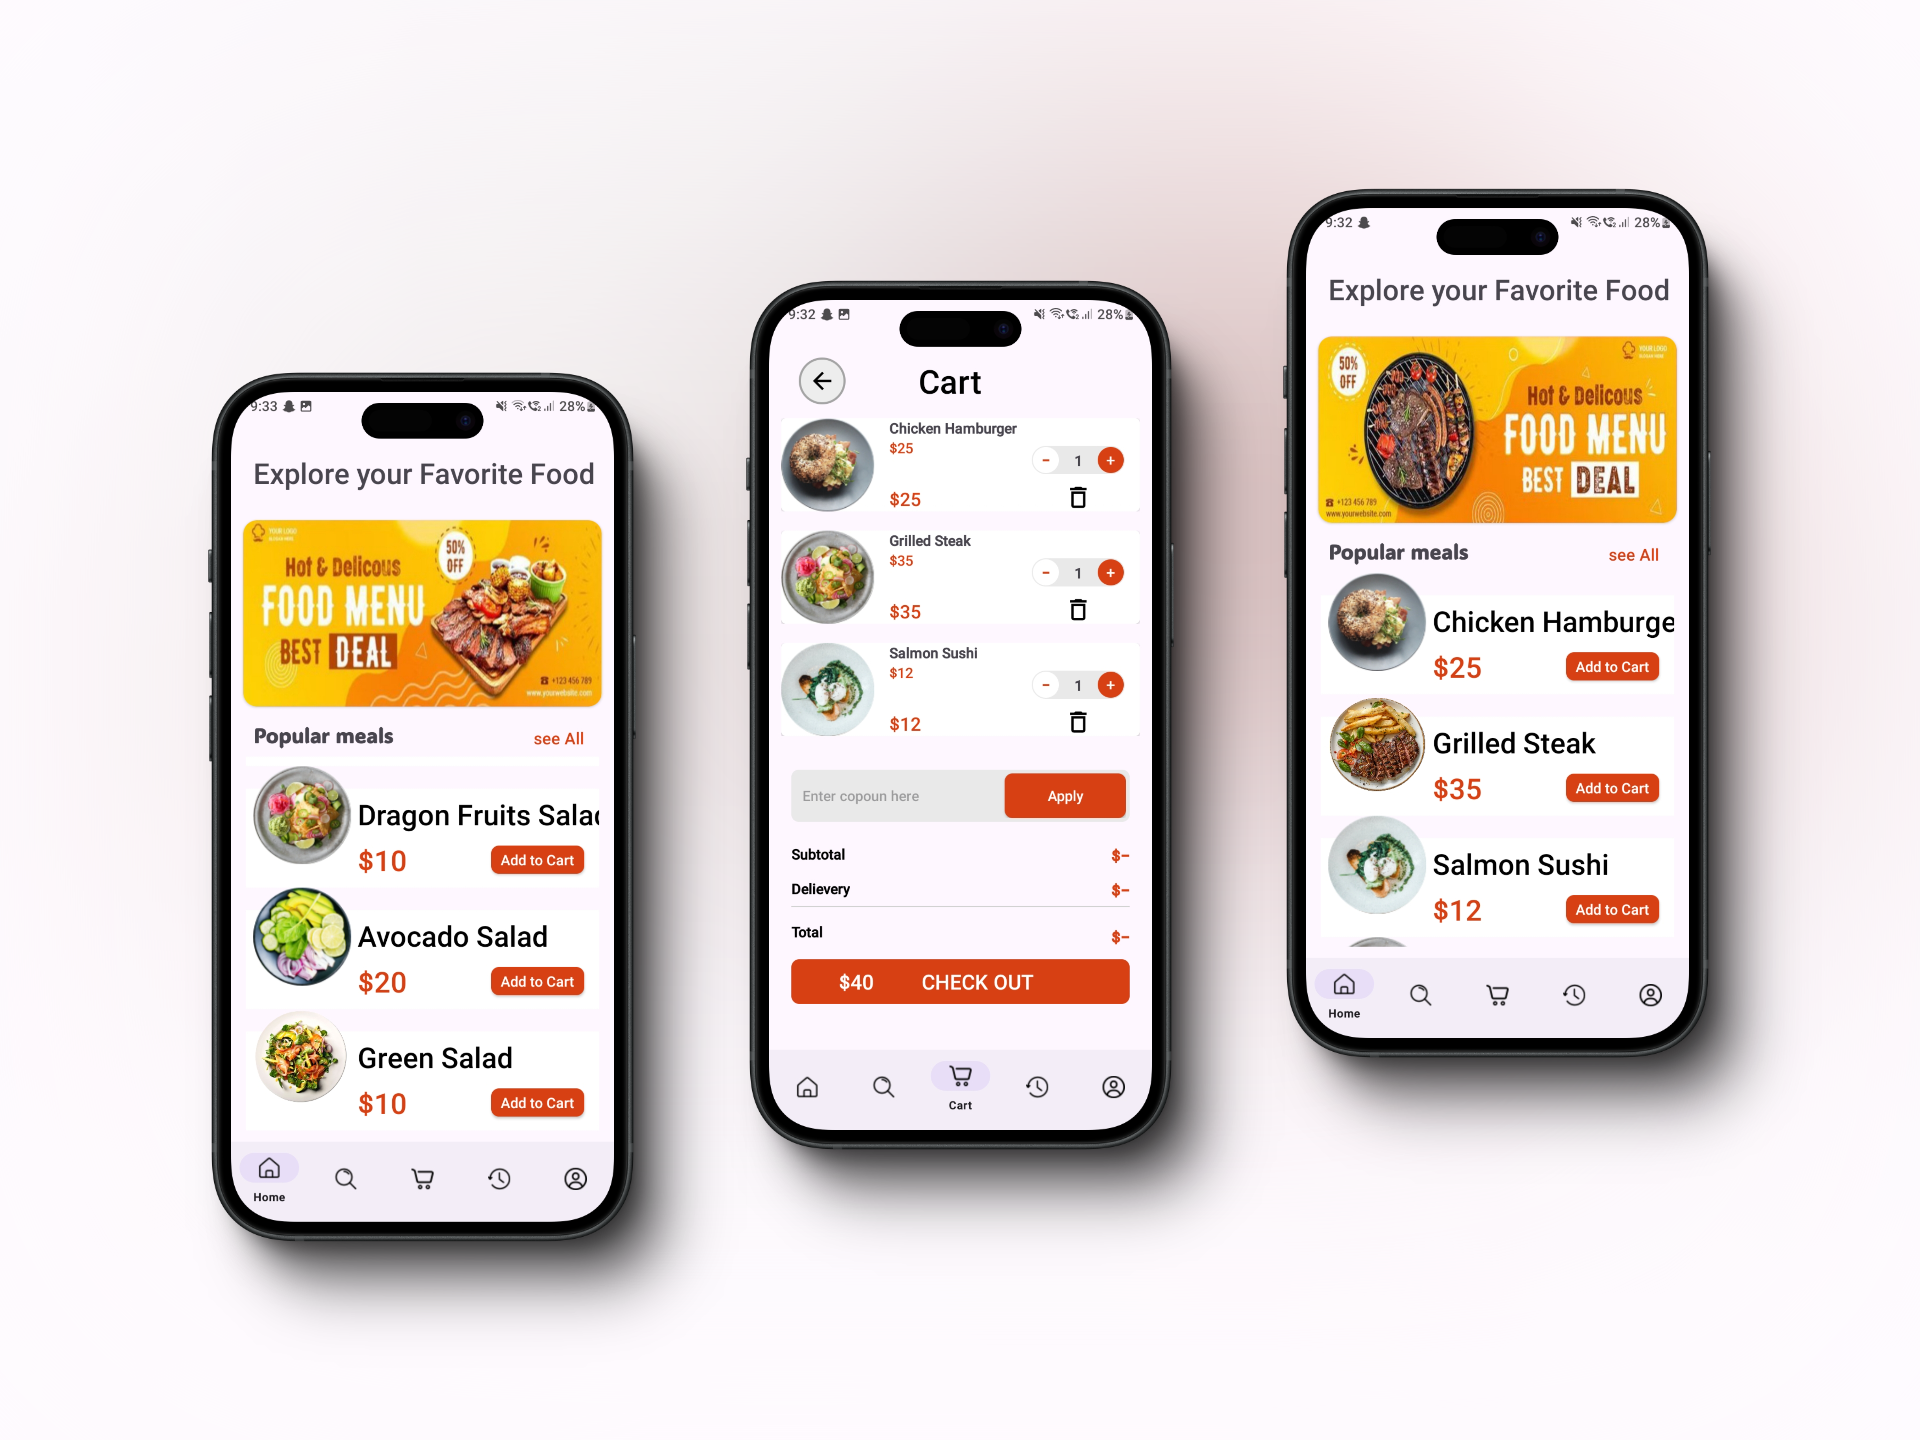 9:33
28%
Explore your Favorite Food
YOUR LOGO
50%
OFF
Hot & Delicous
FOOD MENU
BEST DEAL
+123 456 789
www.yourwebsite.com
Popular meals
see All
Dragon Fruits Salad
$10
Add to Cart
Avocado Salad
$20
Add to Cart
Green Salad
$10
Add to Cart
Home
9:32
28%
Cart
Chicken Hamburger
$25
1
$25
Grilled Steak
$35
1
$35
Salmon Sushi
$12
1
$12
Enter copoun here
Apply
Subtotal
$-
Delievery
$-
Total
$-
$40 CHECK OUT
Cart
9:32
28%
Explore your Favorite Food
50%
OFF
YOUR LOGO
Hot & Delicous
FOOD MENU
BEST DEAL
+123 456 789
www.yourwebsite.com
Popular meals
see All
Chicken Hamburge
$25
Add to Cart
Grilled Steak
$35
Add to Cart
Salmon Sushi
$12
Add to Cart
Home